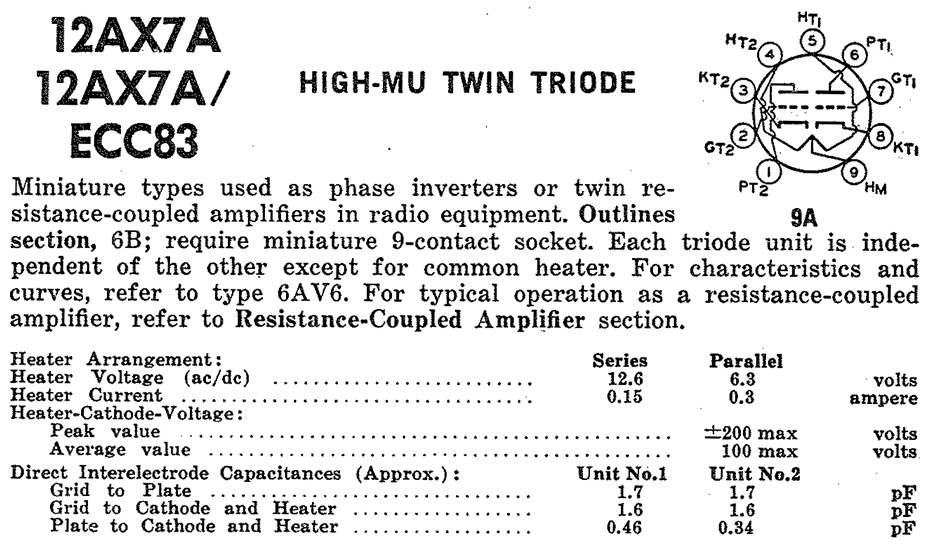 12AX7A
12AX7A/
ECC83
HIGH-MU TWIN TRIODE
HT1
HT2
4
5
6
PT1
KT2
3
7
GT1
GT2
2
8
KT1
PT2
1
9
HM
9A
Miniature types used as phase inverters or twin re-
sistance-coupled amplifiers in radio equipment. Outlines
section, 6B; require miniature 9-contact socket. Each triode unit is inde-
pendent of the other except for common heater. For characteristics and
curves, refer to type 6AV6. For typical operation as a resistance-coupled
amplifier, refer to Resistance-Coupled Amplifier section.
Heater Arrangement: Series Parallel
Heater Voltage (ac/dc) ............................ 12.6 6.3 volts
Heater Current .................................... 0.15 0.3 ampere
Heater-Cathode-Voltage:
Peak value .................................................. ±200 max volts
Average value ............................................... 100 max volts
Direct Interelectrode Capacitances (Approx.): Unit No.1 Unit No.2
Grid to Plate ................................. 1.7 1.7 pF
Grid to Cathode and Heater .................. 1.6 1.6 pF
Plate to Cathode and Heater ................. 0.46 0.34 pF